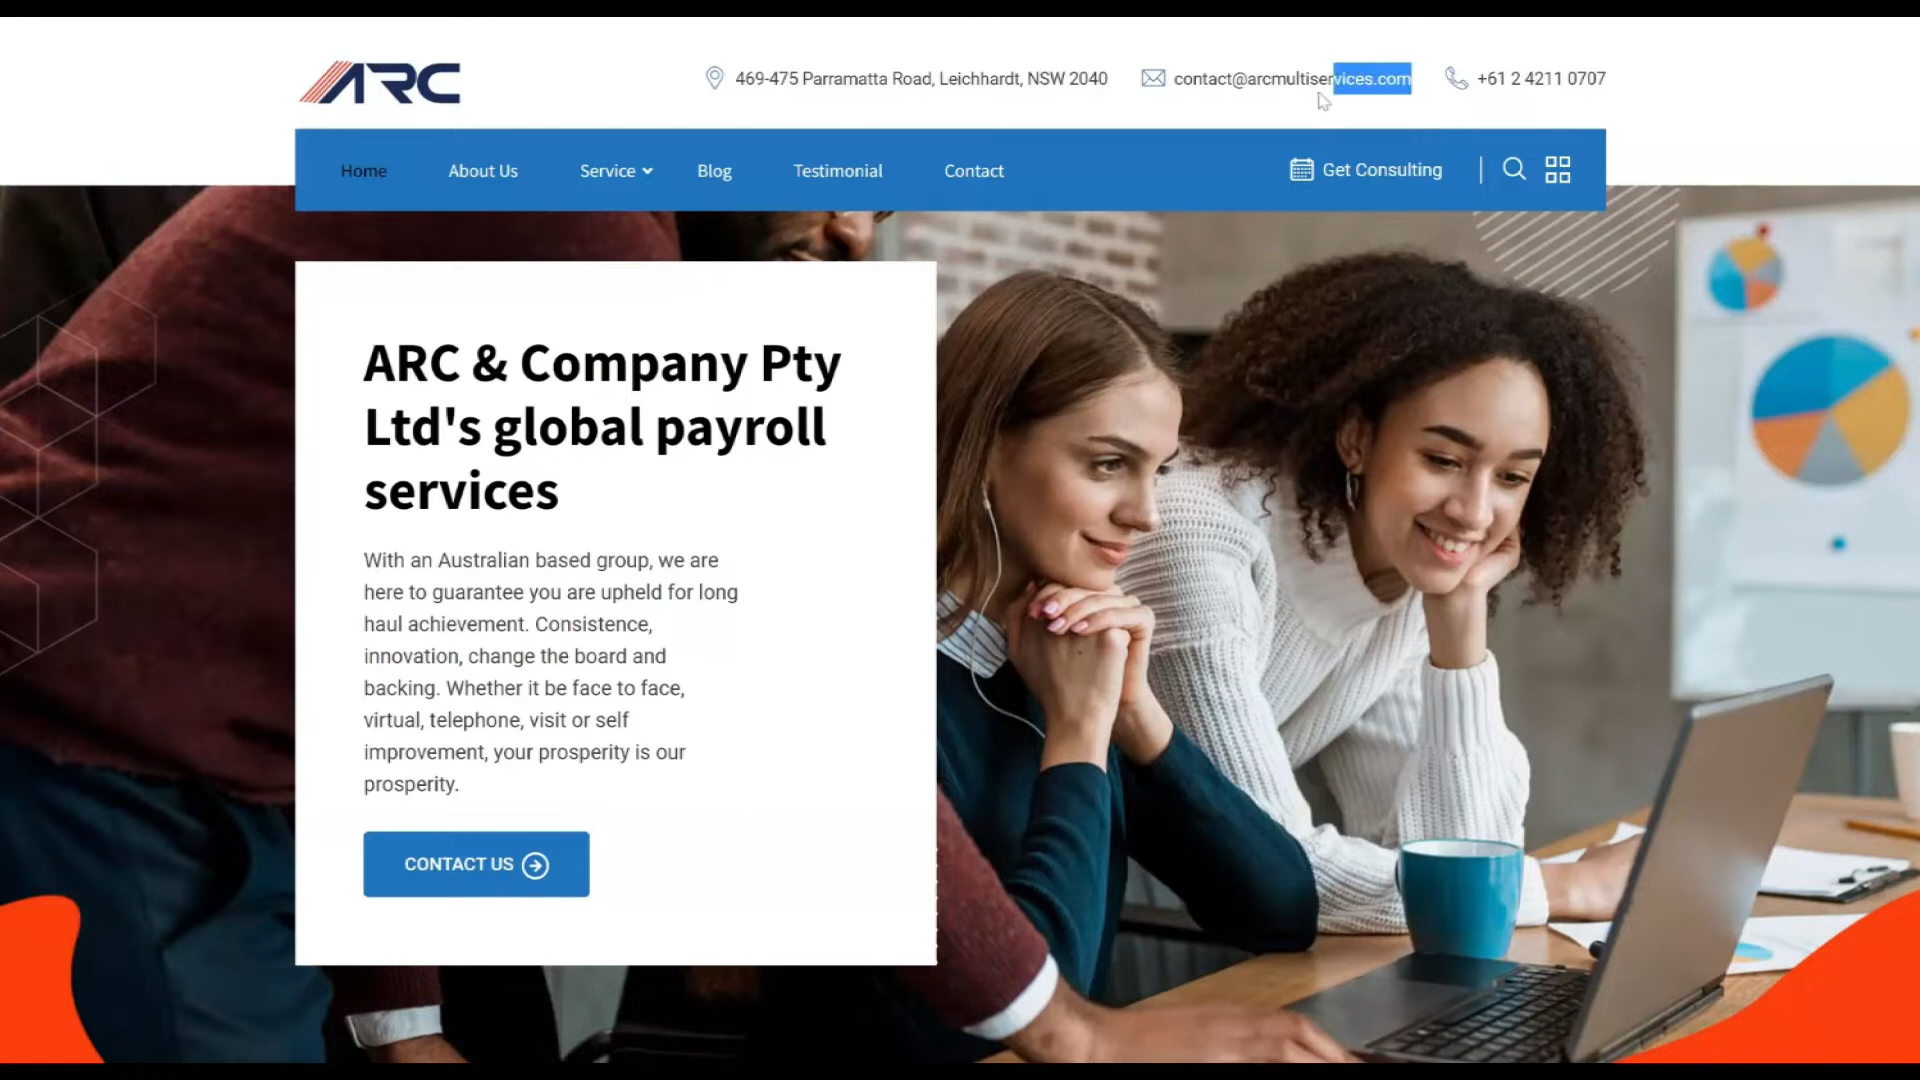 ARC
469-475 Parramatta Road, Leichhardt, NSW 2040
contact@arcmultiservices.com
+61 2 4211 0707
Home
About Us
Service
Blog
Testimonial
Contact
Get Consulting
ARC & Company Pty
Ltd's global payroll
services
With an Australian based group, we are
here to guarantee you are upheld for long
haul achievement. Consistence,
innovation, change the board and
backing. Whether it be face to face,
virtual, telephone, visit or self
improvement, your prosperity is our
prosperity.
CONTACT US